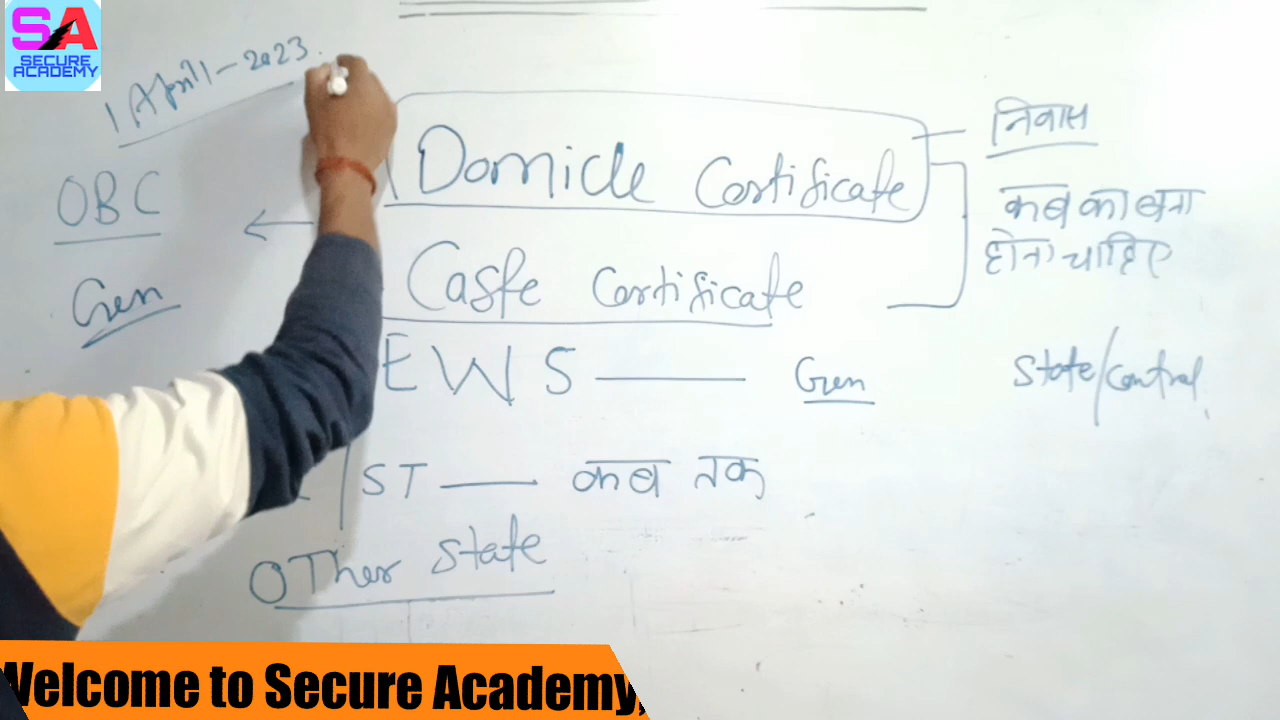 SA
SECURE
ACADEMY
1 April - 2023.
Domicle Certificate
निवास
OBC
कब का बना
होना चाहिए
Caste Certificate
Gen
EWS — Gen
State/Central
/ST — कब तक
OTher State
Welcome to Secure Academy,